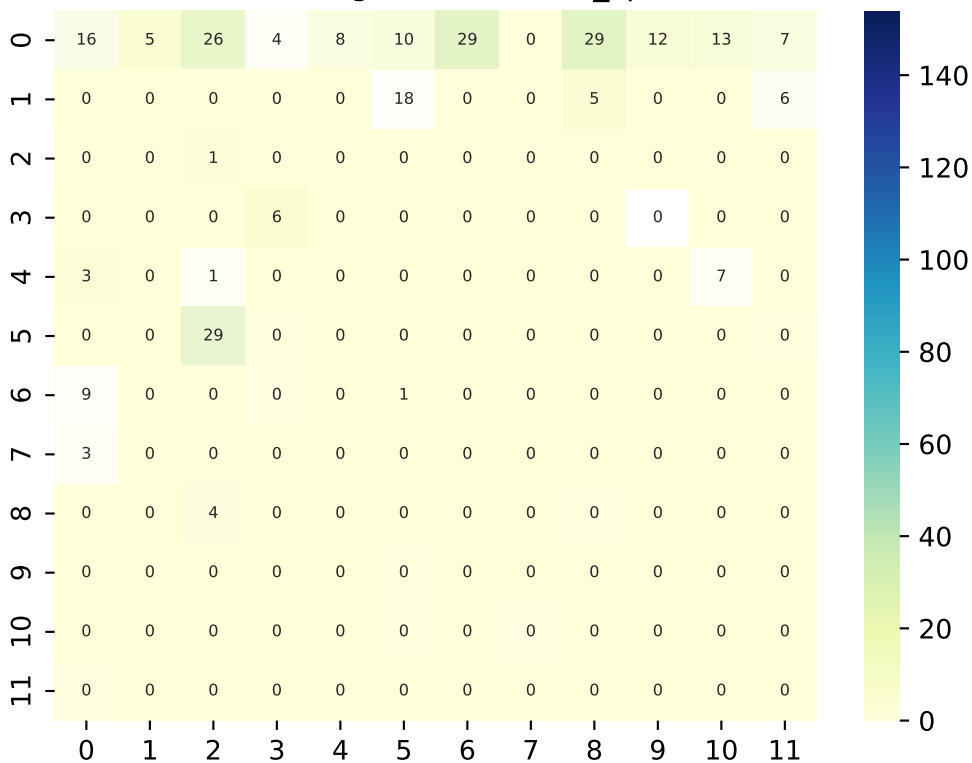 0 16 5 26 4 8 10 29 0 29 12 13 7
1 0 0 0 0 0 18 0 0 5 0 0 6
2 0 0 1 0 0 0 0 0 0 0 0 0
3 0 0 0 6 0 0 0 0 0 0 0 0
4 3 0 1 0 0 0 0 0 0 0 7 0
5 0 0 29 0 0 0 0 0 0 0 0 0
6 9 0 0 0 0 1 0 0 0 0 0 0
7 3 0 0 0 0 0 0 0 0 0 0 0
8 0 0 4 0 0 0 0 0 0 0 0 0
9 0 0 0 0 0 0 0 0 0 0 0 0
10 0 0 0 0 0 0 0 0 0 0 0 0
11 0 0 0 0 0 0 0 0 0 0 0 0
0 1 2 3 4 5 6 7 8 9 10 11
140
120
100
80
60
40
20
0